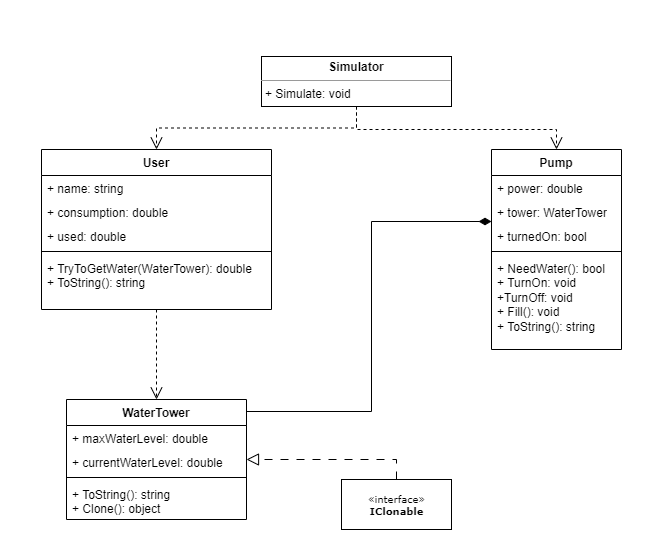 Simulator
+ Simulate: void
User
+ name: string
+ consumption: double
+ used: double
+ TryToGetWater(WaterTower): double
+ ToString(): string
Pump
+ power: double
+ tower: WaterTower
+ turnedOn: bool
+ NeedWater(): bool
+ TurnOn: void
+TurnOff: void
+ Fill(): void
+ ToString(): string
WaterTower
+ maxWaterLevel: double
+ currentWaterLevel: double
+ ToString(): string
+ Clone(): object
«interface»
IClonable